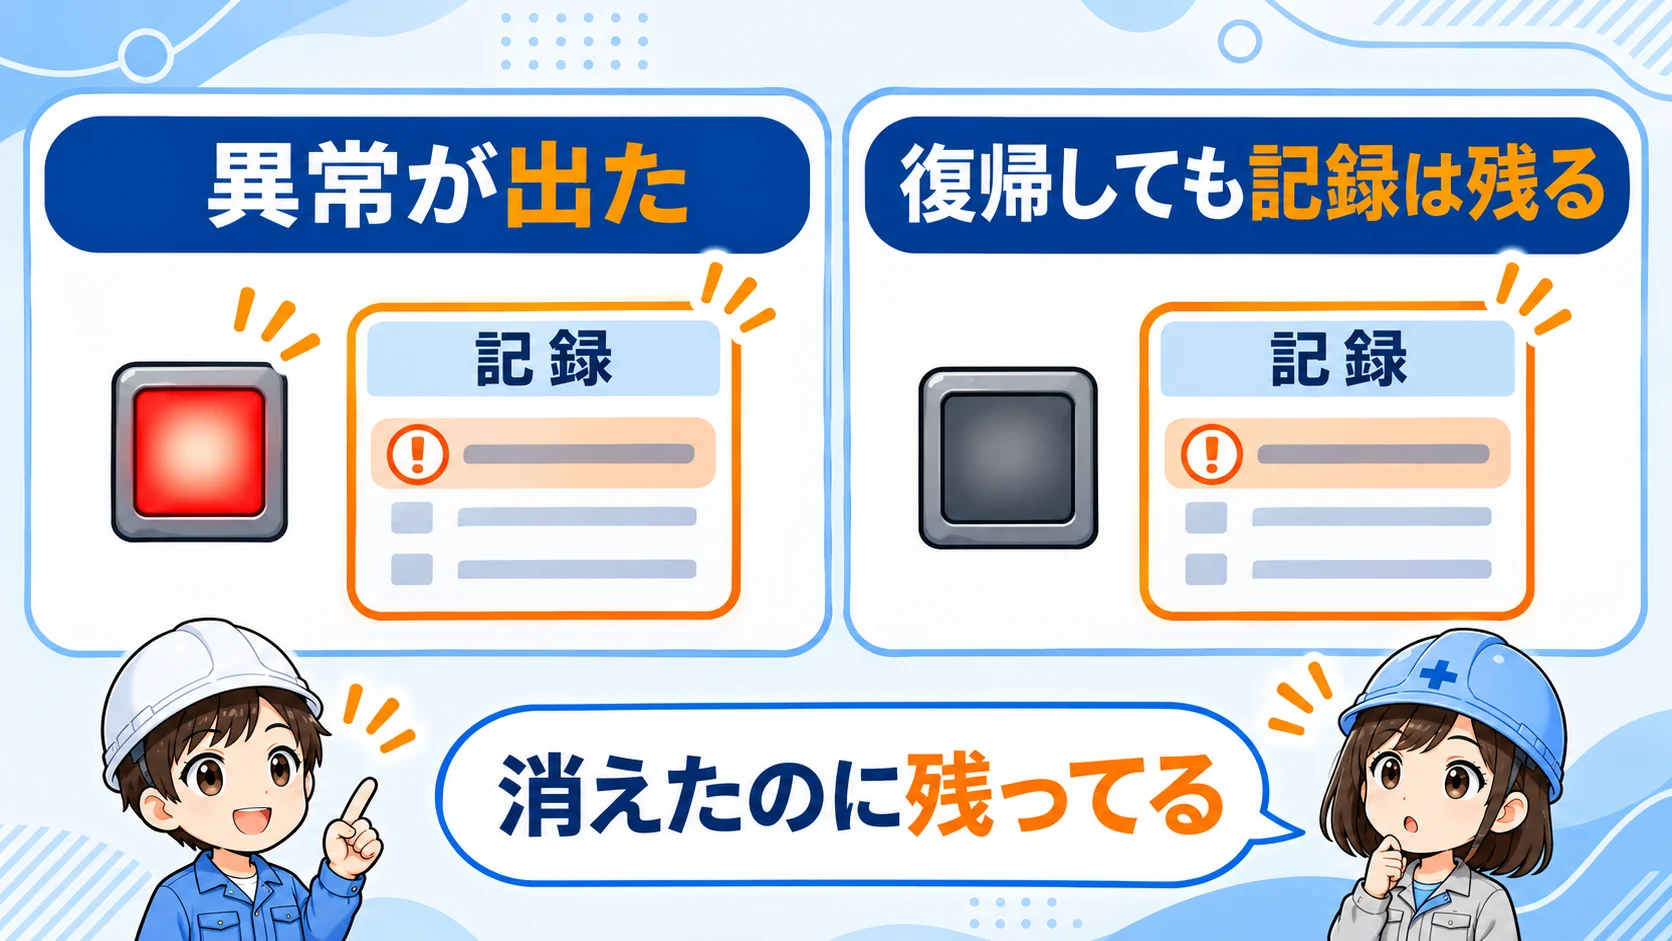 異常が出た
記録
復帰しても記録は残る
記録
消えたのに残ってる